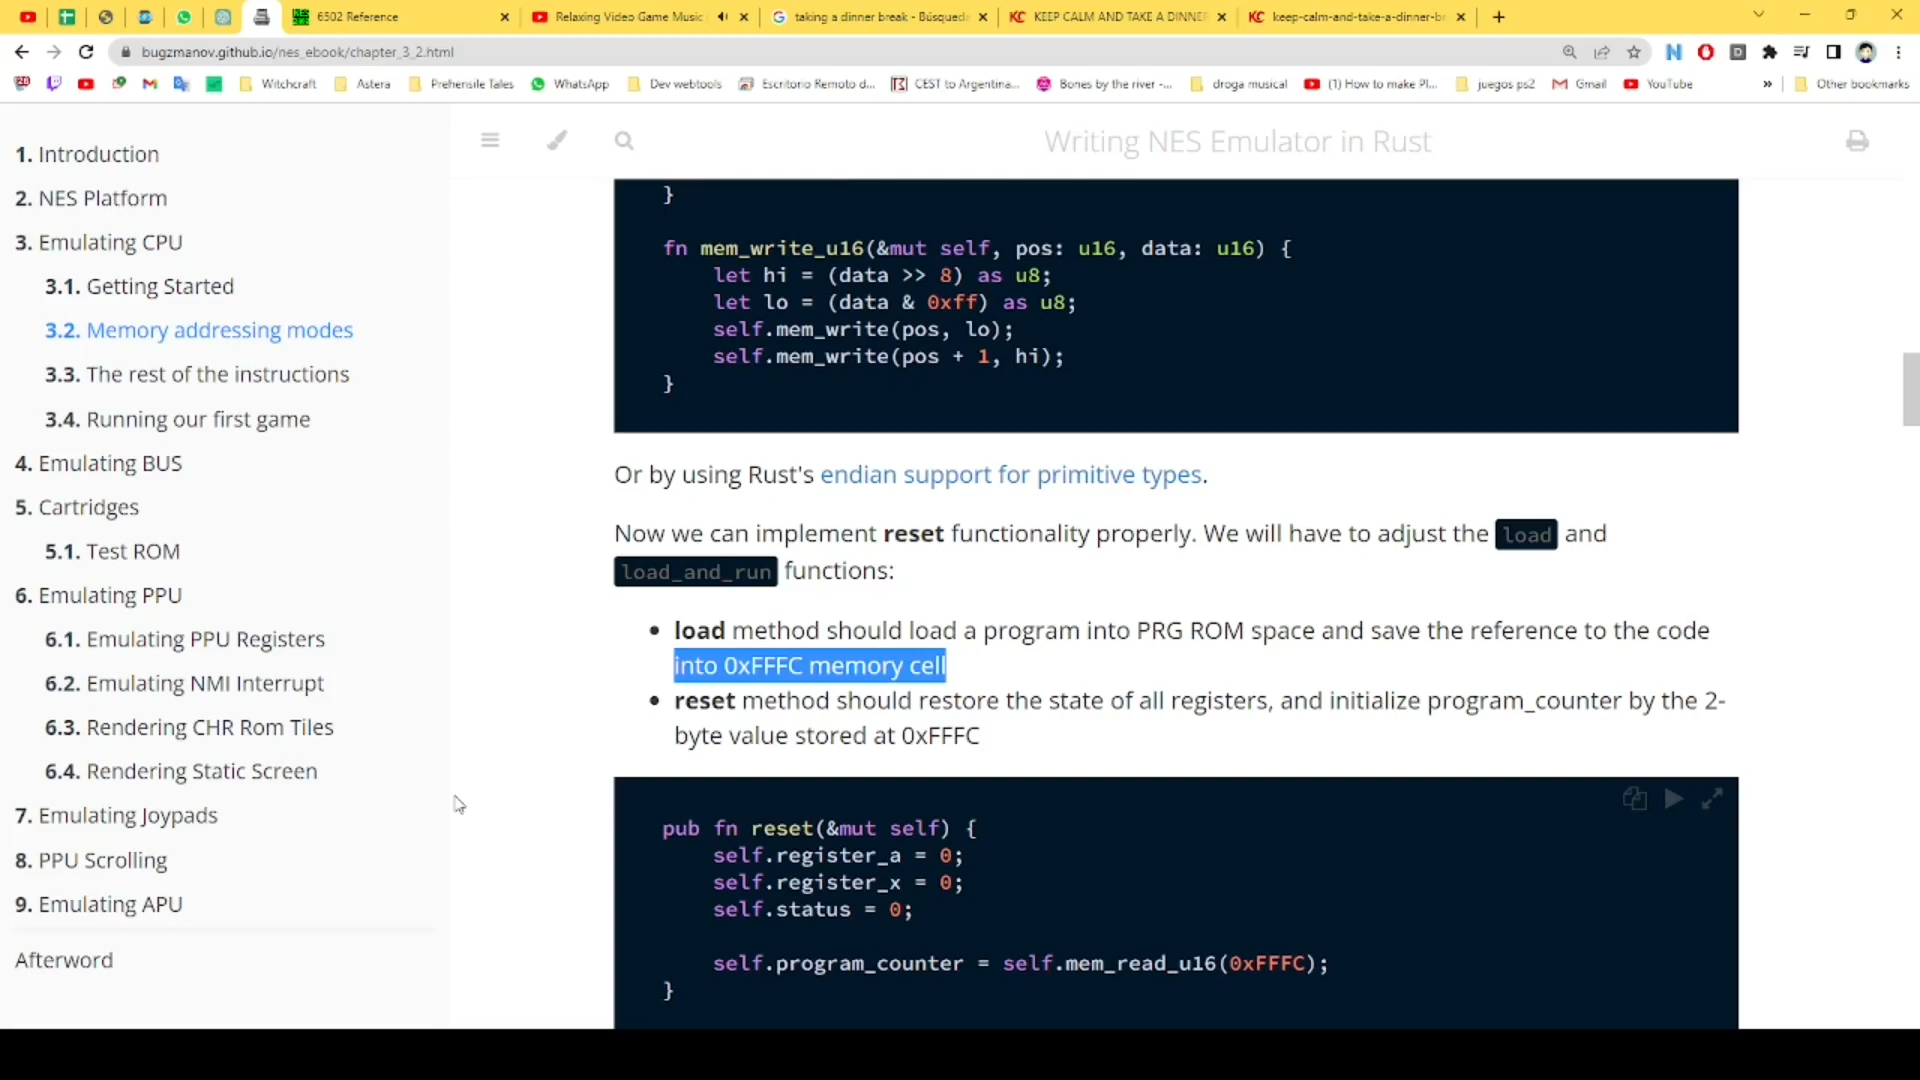 6502 Reference
Relaxing Video Game Music
taking a dinner break - Búsqued
KEEP CALM AND TAKE A DINNER
keep-calm-and-take-a-dinner-br
bugzmanov.github.io/nes_ebook/chapter_3_2.html
Witchcraft
Astera
Prehensile Tales
WhatsApp
Dev webtools
Escritorio Remoto d...
CEST to Argentina...
Bones by the river -...
droga musical
(1) How to make Pl...
juegos ps2
Gmail
YouTube
»
Other bookmarks
Writing NES Emulator in Rust
1. Introduction
2. NES Platform
3. Emulating CPU
3.1. Getting Started
3.2. Memory addressing modes
3.3. The rest of the instructions
3.4. Running our first game
4. Emulating BUS
5. Cartridges
5.1. Test ROM
6. Emulating PPU
6.1. Emulating PPU Registers
6.2. Emulating NMI Interrupt
6.3. Rendering CHR Rom Tiles
6.4. Rendering Static Screen
7. Emulating Joypads
8. PPU Scrolling
9. Emulating APU
Afterword
}
fn mem_write_u16(&mut self, pos: u16, data: u16) {
let hi = (data >> 8) as u8;
let lo = (data & 0xff) as u8;
self.mem_write(pos, lo);
self.mem_write(pos + 1, hi);
}
Or by using Rust's endian support for primitive types.
Now we can implement reset functionality properly. We will have to adjust the load and
load_and_run functions:
• load method should load a program into PRG ROM space and save the reference to the code
into 0xFFFC memory cell
• reset method should restore the state of all registers, and initialize program_counter by the 2-
byte value stored at 0xFFFC
pub fn reset(&mut self) {
self.register_a = 0;
self.register_x = 0;
self.status = 0;
self.program_counter = self.mem_read_u16(0xFFFC);
}